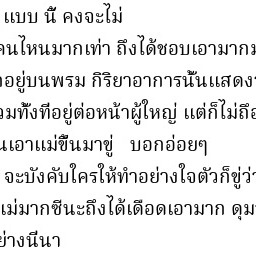 แบบ นี้ คงจะไม่
คนไหนมากเท่า ถึงได้ชอบเอามาก
อยู่บนพรม กิริยาอาการนั้นแสดง
ทั้งที่อยู่ต่อหน้าผู้ใหญ่ แต่ก็ไม่ถือ
นเอาแม่ขึ้นมาขู่ บอกอ่อยๆ
จะบังคับใครให้ทำอย่างใจตัวก็ขู่ว่า
แม่มากซีนะถึงได้เดือดเอามาก ดุม
ย่างนี้นา